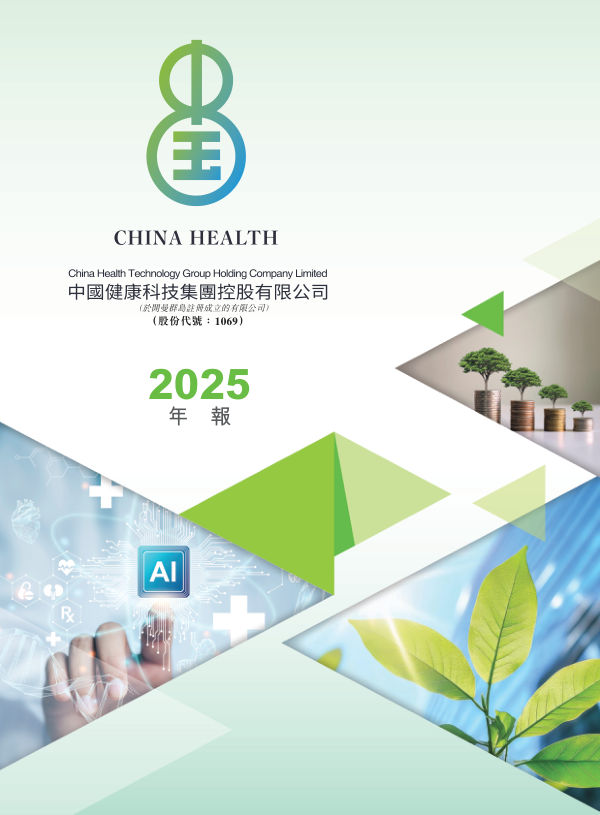 CHINA HEALTH
China Health Technology Group Holding Company Limited
中國健康科技集團控股有限公司
(於開曼群島註冊成立的有限公司)
(股份代號：1069)
2025
年 報
AI
Rx